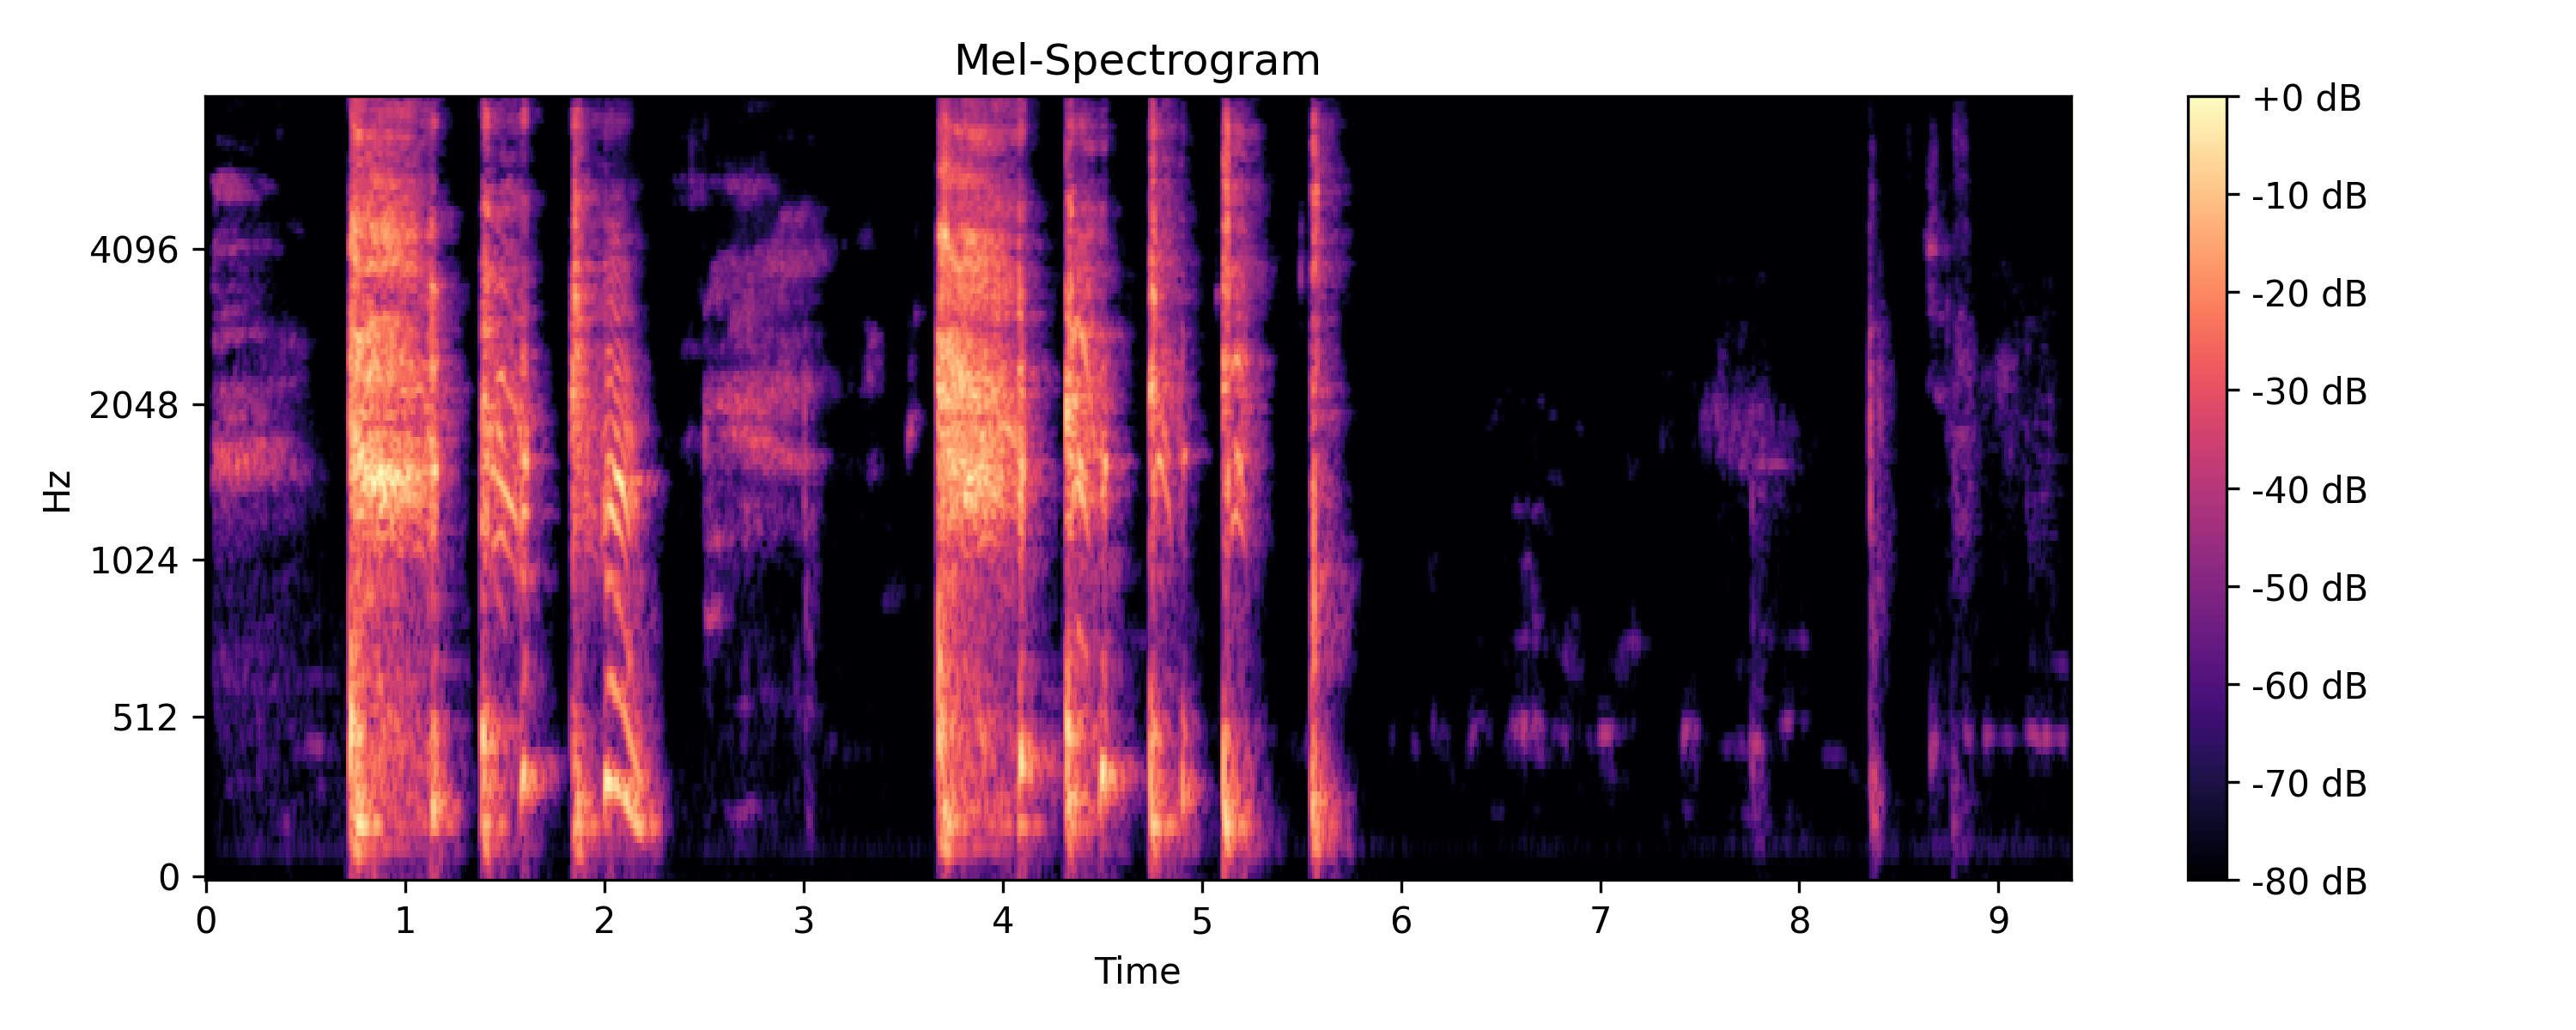 Mel-Spectrogram
Hz
4096
2048
1024
512
0
0 1 2 3 4 5 6 7 8 9
Time
+0 dB
-10 dB
-20 dB
-30 dB
-40 dB
-50 dB
-60 dB
-70 dB
-80 dB